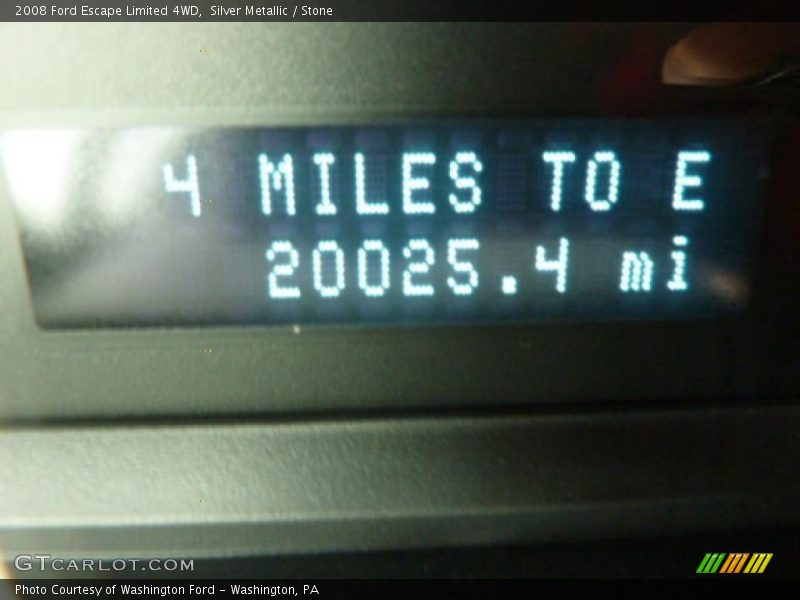 2008 Ford Escape Limited 4WD, Silver Metallic / Stone
4 MILES TO E
20025.4 mi
GTCARLOT.COM
Photo Courtesy of Washington Ford - Washington, PA